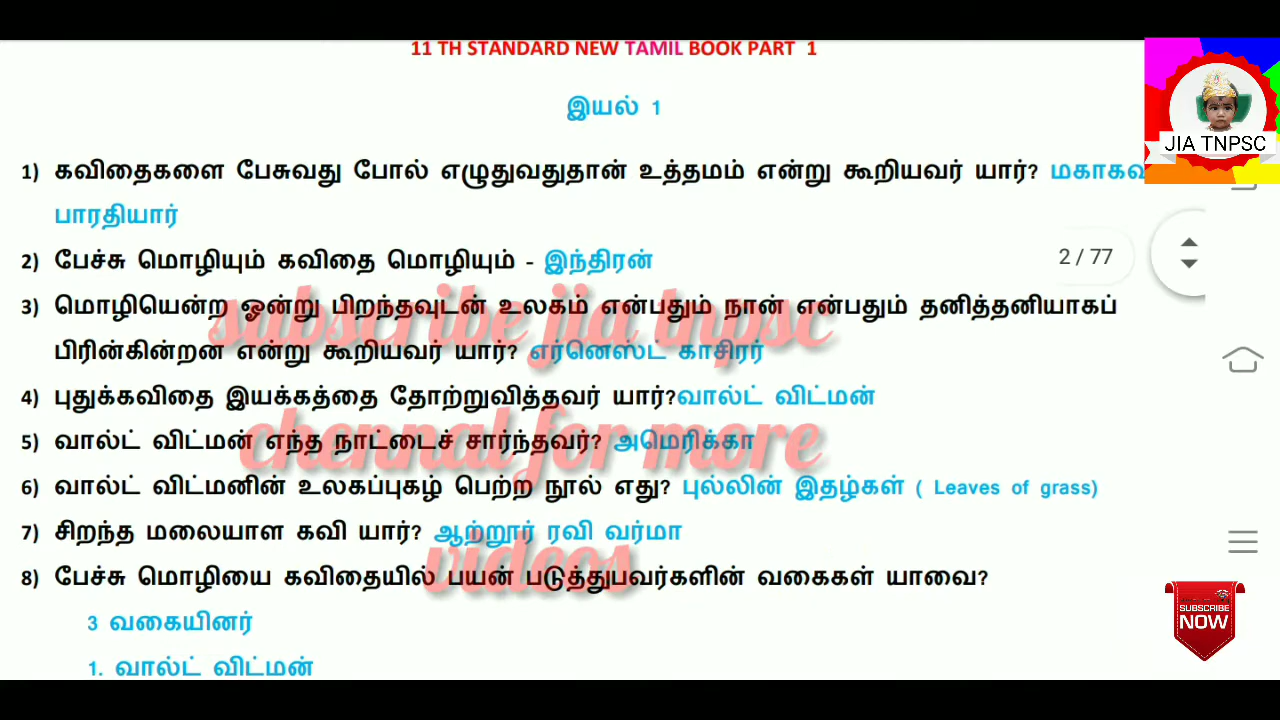 11 TH STANDARD NEW TAMIL BOOK PART 1
இயல் 1
JIA TNPSC
1) கவிதைகளை பேசுவது போல் எழுதுவதுதான் உத்தமம் என்று கூறியவர் யார்?
பாரதியார்
2) பேச்சு மொழியும் கவிதை மொழியும் - இந்திரன்
2 / 77
3) மொழியென்ற ஒன்று பிறந்தவுடன் உலகம் என்பதும் நான் என்பதும் தனித்தனியாகப்
பிரின்கின்றன என்று கூறியவர் யார்? எர்னெஸ்ட் காசிரர்
4) புதுக்கவிதை இயக்கத்தை தோற்றுவித்தவர் யார்?வால்ட் விட்மன்
5) வால்ட் விட்மன் எந்த நாட்டைச் சார்ந்தவர்? அமெரிக்கா
6) வால்ட் விட்மனின் உலகப்புகழ் பெற்ற நூல் எது? புல்லின் இதழ்கள் ( Leaves of grass)
7) சிறந்த மலையாள கவி யார்? ஆற்றூர் ரவி வர்மா
8) பேச்சு மொழியை கவிதையில் பயன் படுத்துபவர்களின் வகைகள் யாவை?
3 வகையினர்
1. வால்ட் விட்மன்
subscribe jia tnpsc
chennal for more
videos
SUBSCRIBE
NOW